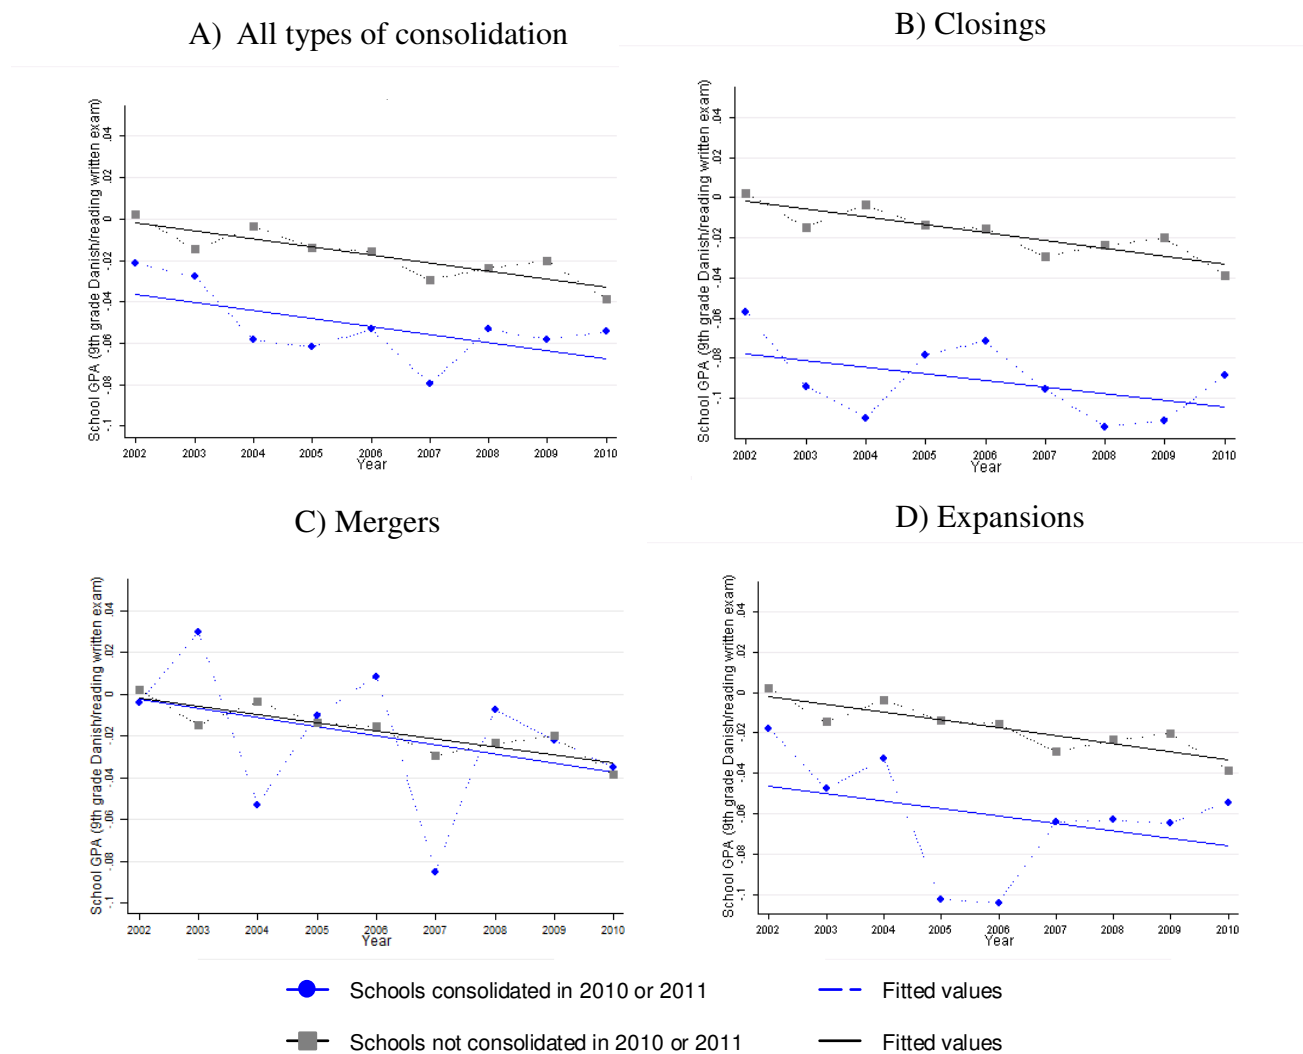 A) All types of consolidation
B) Closings
School GPA (9th grade Danish/reading written exam)
.04
.02
0
-.02
-.04
-.06
-.08
-.1
2002 2003 2004 2005 2006 2007 2008 2009 2010
Year
School GPA (9th grade Danish/reading written exam)
.04
.02
0
-.02
-.04
-.06
-.08
-.1
2002 2003 2004 2005 2006 2007 2008 2009 2010
Year
C) Mergers
D) Expansions
School GPA (9th grade Danish/reading written exam)
.04
.02
0
-.02
-.04
-.06
-.08
-.1
2002 2003 2004 2005 2006 2007 2008 2009 2010
Year
School GPA (9th grade Danish/reading written exam)
.04
.02
0
-.02
-.04
-.06
-.08
-.1
2002 2003 2004 2005 2006 2007 2008 2009 2010
Year
Schools consolidated in 2010 or 2011 Fitted values
Schools not consolidated in 2010 or 2011 Fitted values